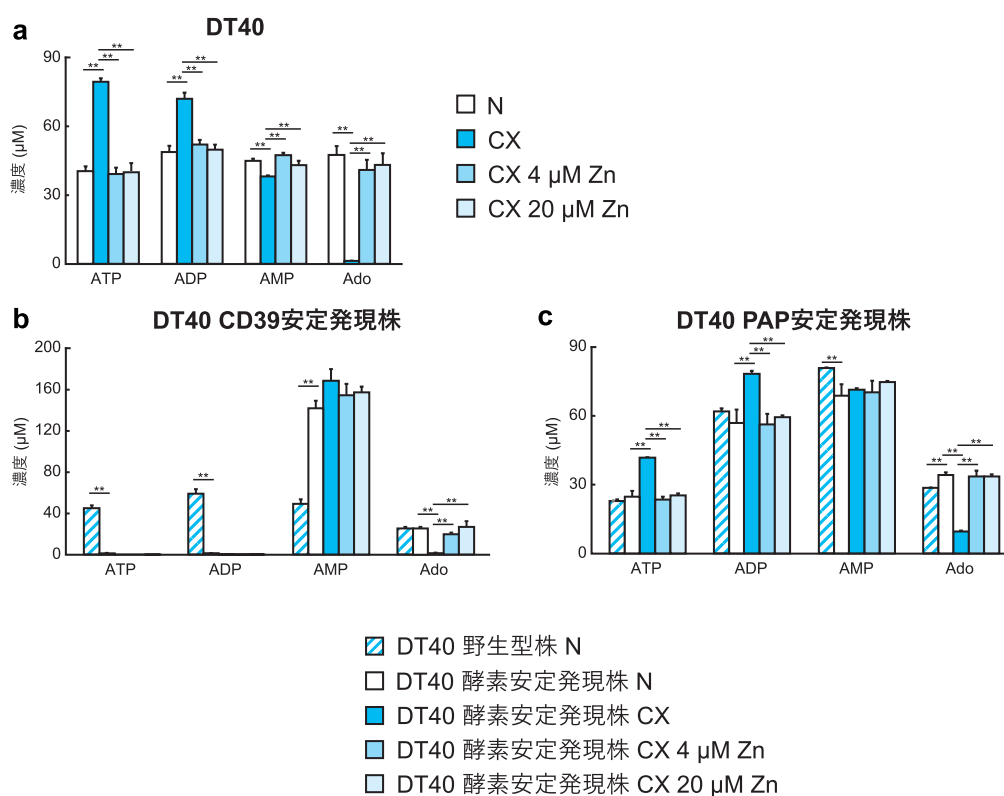 a
DT40
90
60
30
0
濃度 (μM)
** ** **
** ** **
** ** **
** ** **
ATP ADP AMP Ado
N
CX
CX 4 μM Zn
CX 20 μM Zn
b
DT40 CD39安定発現株
200
160
120
80
40
0
濃度 (μM)
**
**
**
** ** **
ATP ADP AMP Ado
c
DT40 PAP安定発現株
90
60
30
0
濃度 (μM)
** ** **
** ** **
**
** ** ** **
ATP ADP AMP Ado
DT40 野生型株 N
DT40 酵素安定発現株 N
DT40 酵素安定発現株 CX
DT40 酵素安定発現株 CX 4 μM Zn
DT40 酵素安定発現株 CX 20 μM Zn